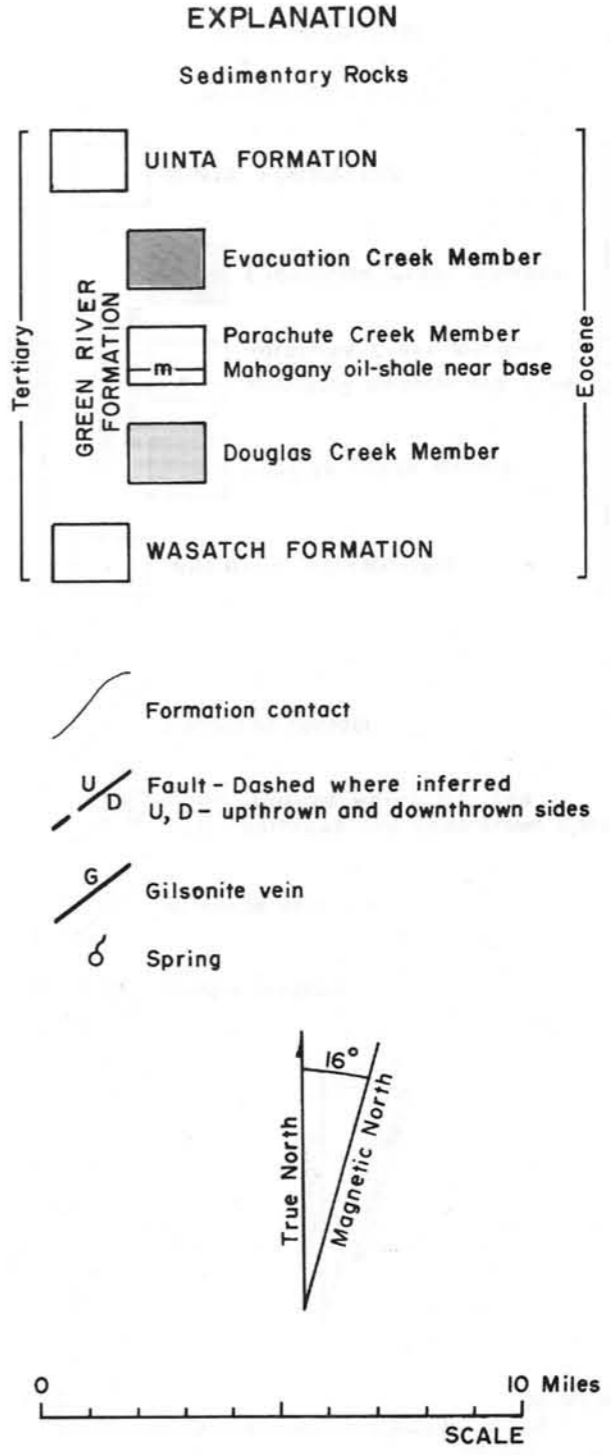 EXPLANATION
Sedimentary Rocks
Tertiary
Eocene
UINTA FORMATION
GREEN RIVER
FORMATION
Evacuation Creek Member
Parachute Creek Member
m
Mahogany oil-shale near base
Douglas Creek Member
WASATCH FORMATION
Formation contact
U
D
Fault - Dashed where inferred
U, D - upthrown and downthrown sides
G
Gilsonite vein
Spring
16°
True North
Magnetic North
0
10 Miles
SCALE